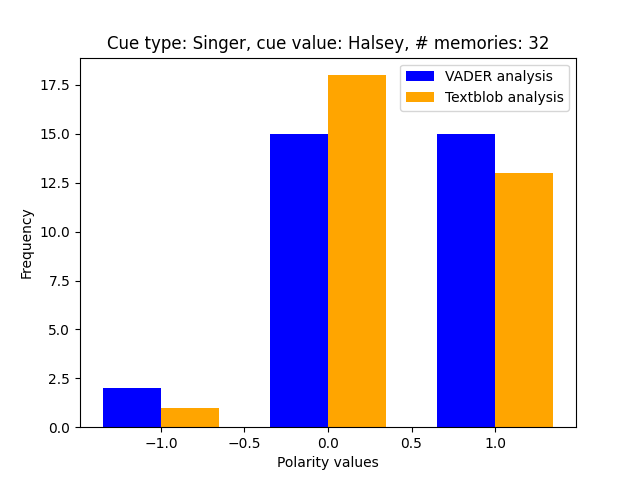 Cue type: Singer, cue value: Halsey, # memories: 32
VADER analysis
Textblob analysis
17.5
15.0
12.5
10.0
7.5
5.0
2.5
0.0
Frequency
−1.0 −0.5 0.0 0.5 1.0
Polarity values